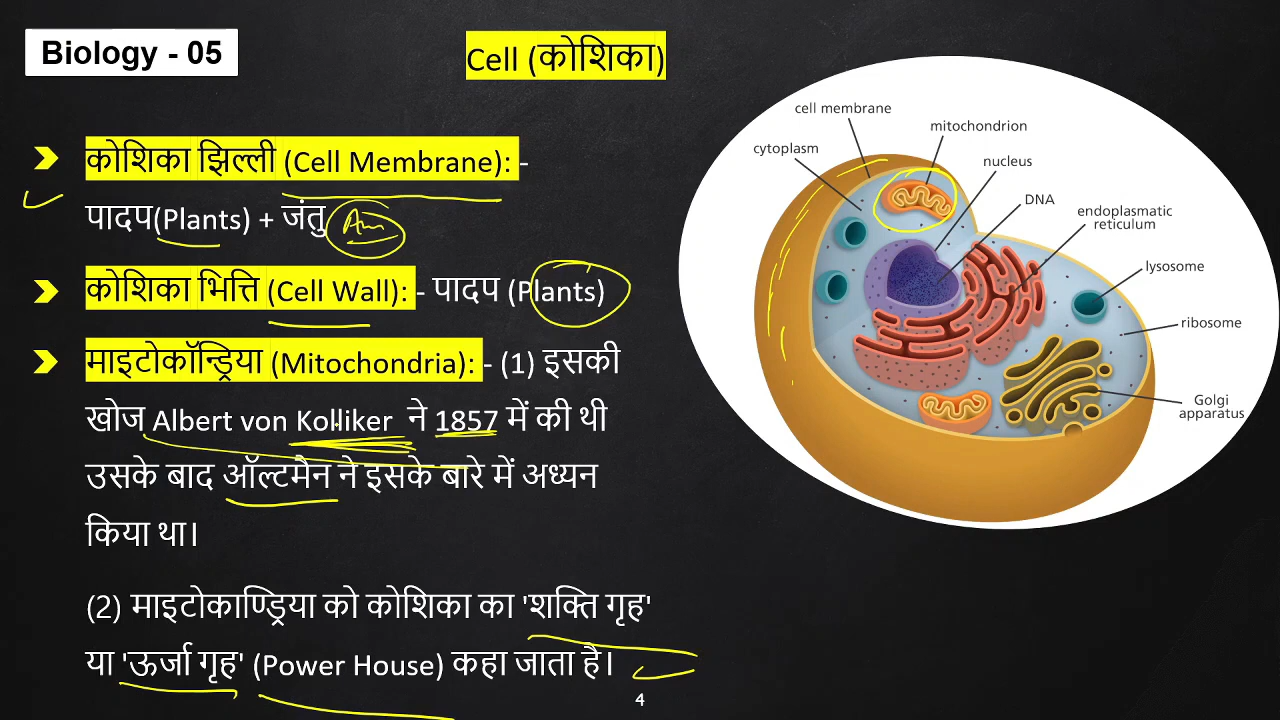 Biology - 05
Cell (कोशिका)
कोशिका झिल्ली (Cell Membrane): -
पादप(Plants) + जंतु
कोशिका भित्ति (Cell Wall): - पादप (Plants)
माइटोकॉन्ड्रिया (Mitochondria): - (1) इसकी
खोज Albert von Kolliker ने 1857 में की थी
उसके बाद ऑल्टमैन ने इसके बारे में अध्यन
किया था।
(2) माइटोकाण्ड्रिया को कोशिका का 'शक्ति गृह'
या 'ऊर्जा गृह' (Power House) कहा जाता है।
4
cell membrane
mitochondrion
cytoplasm
nucleus
DNA
endoplasmatic
reticulum
lysosome
ribosome
Golgi
apparatus